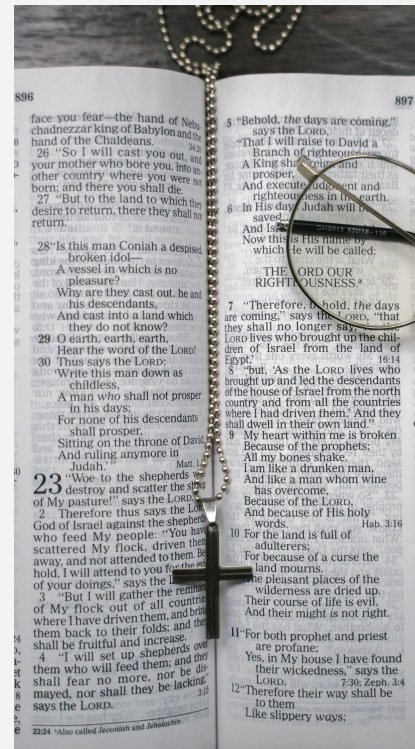 896
face you fear—the hand of
chadnezzar king of Babylon and the
hand of the Chaldeans.
26 "So I will cast you out, and
your mother who bore you, into
other country where you were not
born; and there you shall die.
27 "But to the land to which they
desire to return, there they shall not
return.
28 "Is this man Coniah a despised,
broken idol—
A vessel in which is no
pleasure?
Why are they cast out, he and
his descendants,
And cast into a land which
they do not know?
29 O earth, earth, earth,
Hear the word of the LORD!
30 Thus says the LORD:
'Write this man down as
childless,
A man who shall not prosper
in his days;
For none of his descendants
shall prosper,
Sitting on the throne of David,
And ruling anymore in
Judah.'"
23 "Woe to the shepherds
destroy and scatter the
of My pasture!" says the LORD.
2 Therefore thus says the
God of Israel against the
who feed My people: "You
scattered My flock, driven
away, and not attended to them.
hold, I will attend to you for the
of your doings," says the
3 "But I will gather the
of My flock out of all
where I have driven them, and
them back to their folds; and
shall be fruitful and increase.
4 "I will set up shepherds over
them who will feed them; and they
shall fear no more, nor be dis-
mayed, nor shall they be lacking,"
says the LORD.
22:24 Also called Jeconiah and Jehoiachin
897
5 "Behold, the days are coming,"
says the LORD,
"That I will raise to David a
Branch of righteousness;
A King shall reign and
prosper,
And execute judgment and
righteousness in the earth.
6 In His days Judah will be
saved,
And
Now this is His name by
which He will be called:
THE LORD OUR
RIGHTEOUSNESS.
7 "Therefore, behold, the days
are coming," says the LORD, "that
they shall no longer say,
LORD lives who brought up the chil-
dren of Israel from the land of
Egypt,' 16:14
8 "but, 'As the LORD lives who
brought up and led the descendants
of the house of Israel from the north
country and from all the countries
where I had driven them.' And they
shall dwell in their own land."
9 My heart within me is broken
Because of the prophets;
All my bones shake.
I am like a drunken man,
And like a man whom wine
has overcome,
Because of the LORD,
And because of His holy
words. Hab. 3:16
10 For the land is full of
adulterers;
For because of a curse the
land mourns.
The pleasant places of the
wilderness are dried up.
Their course of life is evil,
And their might is not right.
11 "For both prophet and priest
are profane;
Yes, in My house I have found
their wickedness," says the
LORD. 7:30; Zeph. 3:4
12 "Therefore their way shall be
to them
Like slippery ways;